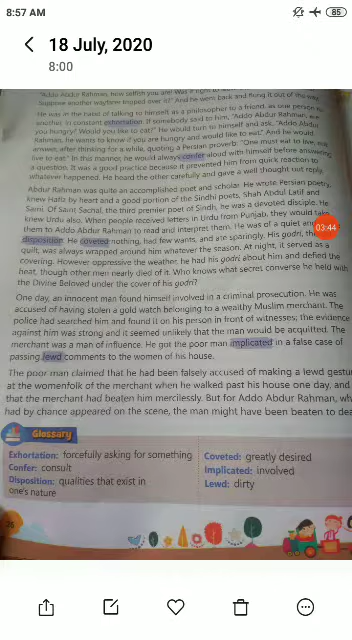 8:57 AM
85
18 July, 2020
8:00
"Addo Abdur Rahman, how selfish you are! Was it right to
Suppose another wayfarer tripped over it?" And he went back and flung it out of the way.
He was in the habit of talking to himself as a philosopher to a friend, as one person to
another. In constant exhortation. If somebody said to him, "Addo Abdur Rahman, are
you hungry? Would you like to eat?" He would turn to himself and ask, "Addo Abdur
Rahman, he wants to know if you are hungry and would like to eat." And he would
answer, after thinking for a while, quoting a Persian proverb: "One must eat to live, not
live to eat." In this manner, he would always confer aloud with himself before answering
a question. It was a good practice because it prevented him from quick reaction to
whatever happened. He heard the other carefully and gave a well thought out reply.
Abdur Rahman was quite an accomplished poet and scholar. He wrote Persian poetry,
knew Hafiz by heart and a good portion of the Sindhi poets, Shah Abdul Latif and
Sami. Of Saint Sachal, the third premier poet of Sindhi, he was a devoted disciple. He
knew Urdu also. When people received letters in Urdu from Punjab, they would take
them to Addo Abdur Rahman to read and interpret them. He was of a quiet and
03:44
disposition. He coveted nothing, had few wants, and ate sparingly. His godri, the
quilt, was always wrapped around him whatever the season. At night, it served as a
covering. However oppressive the weather, he had his godri about him and defied the
heat, though other men nearly died of it. Who knows what secret converse he held with
the Divine Beloved under the cover of his godri?
One day, an innocent man found himself involved in a criminal prosecution. He was
accused of having stolen a gold watch belonging to a wealthy Muslim merchant. The
police had searched him and found it on his person in front of witnesses; the evidence
against him was strong and it seemed unlikely that the man would be acquitted. The
merchant was a man of influence. He got the poor man implicated in a false case of
passing lewd comments to the women of his house.
The poor man claimed that he had been falsely accused of making a lewd gestu
at the womenfolk of the merchant when he walked past his house one day, and
that the merchant had beaten him mercilessly. But for Addo Abdur Rahman, wh
had by chance appeared on the scene, the man might have been beaten to dea
Glossary
Exhortation: forcefully asking for something
Confer: consult
Disposition: qualities that exist in
one's nature
Coveted: greatly desired
Implicated: involved
Lewd: dirty